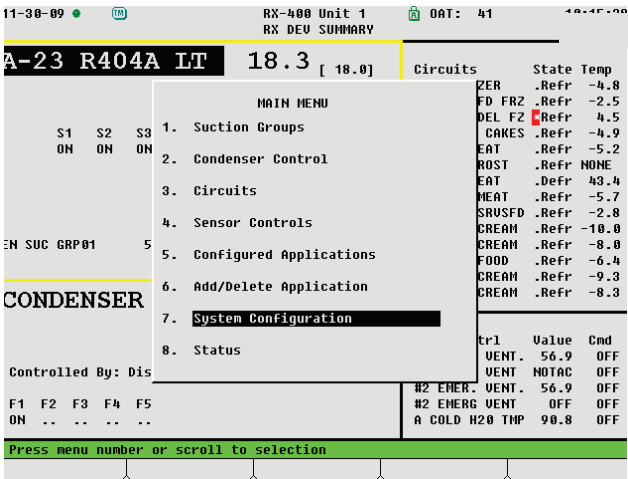 11-30-09 TM RX-400 Unit 1 OAT: 41
RX DEV SUMMARY
A-23 R404A LT 18.3 [ 18.0]
Circuits State Temp
ZER .Refr -4.8
FD FRZ .Refr -2.5
DEL FZ *Refr 4.5
CAKES .Refr -4.9
EAT .Refr -5.2
ROST .Refr NONE
EAT .Defr 43.4
MEAT .Refr -5.7
SRVSFD .Refr -2.8
CREAM .Refr -10.0
CREAM .Refr -8.0
FOOD .Refr -6.4
CREAM .Refr -9.3
CREAM .Refr -8.3
S1 S2 S3
ON ON ON
EN SUC GRP01 5
MAIN MENU
1. Suction Groups
2. Condenser Control
3. Circuits
4. Sensor Controls
5. Configured Applications
6. Add/Delete Application
7. System Configuration
8. Status
CONDENSER
Controlled By: Dis
F1 F2 F3 F4 F5
ON .. .. .. ..
trl Value Cmd
VENT. 56.9 OFF
VENT NOTAC OFF
#2 EMER. VENT. 56.9 OFF
#2 EMERG VENT OFF OFF
A COLD H20 TMP 90.8 OFF
Press menu number or scroll to selection